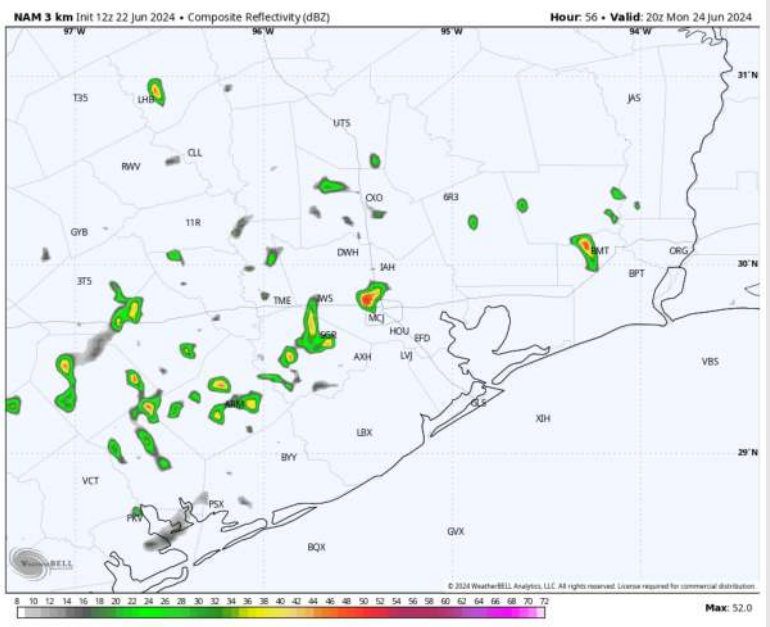 NAM 3 km Init 12z 22 Jun 2024 • Composite Reflectivity (dBZ) Hour: 56 • Valid: 20z Mon 24 Jun 2024
97°W 96°W 95°W 94°W
31°N
T35 LHB JAS
UTS
CLL
RWV
CXO 6R3
11R
GYB
DWH BMT ORG
IAH 30°N
BPT
3T5
TME IWS
MCJ
HOU
SGR EFD
AXH LVJ
VBS
ARM GLS
XIH
LBX
29°N
BYY
VCT
PSX
PKV
GVX
BQX
WEATHERBELL
© 2024 WeatherBELL Analytics, LLC. All rights reserved. License required for commercial distribution.
8 10 12 14 16 18 20 22 24 26 28 30 32 34 36 38 40 42 44 46 48 50 52 54 56 58 60 62 64 66 68 70 72
Max: 52.0